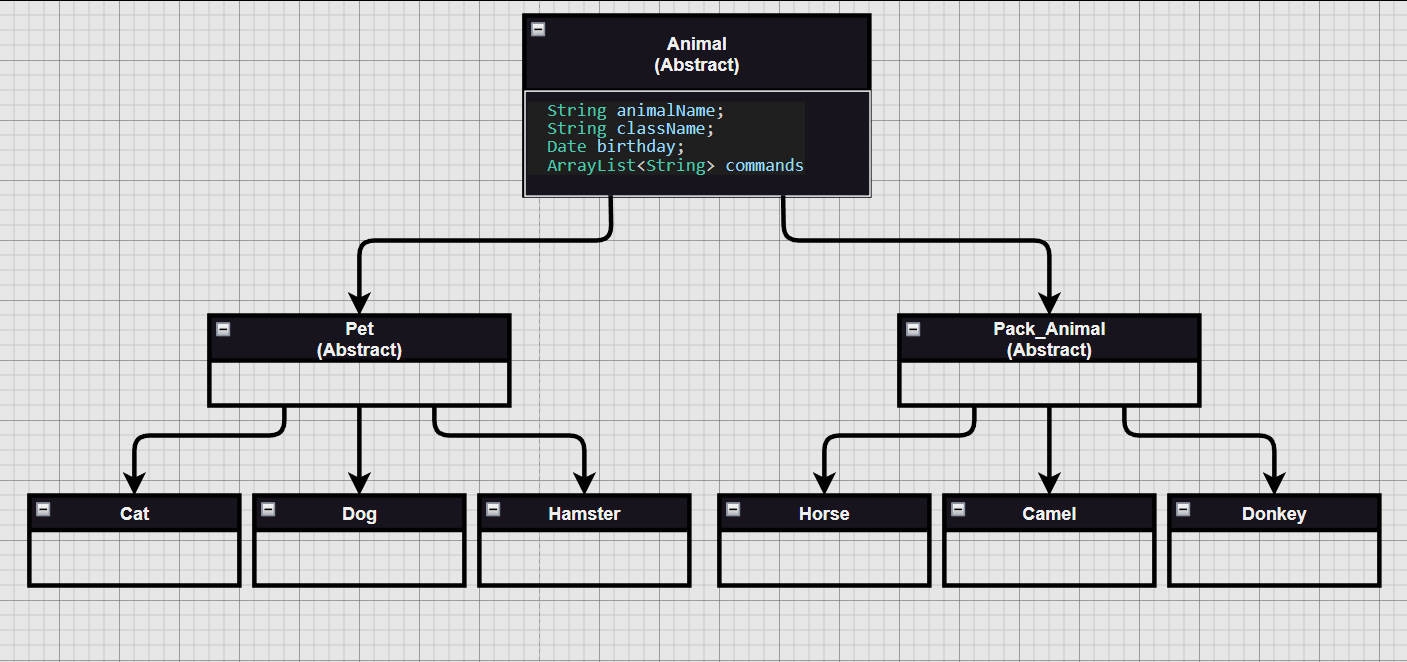 Animal
(Abstract)
String animalName;
String className;
Date birthday;
ArrayList<String> commands
Pet
(Abstract)
Pack_Animal
(Abstract)
Cat
Dog
Hamster
Horse
Camel
Donkey